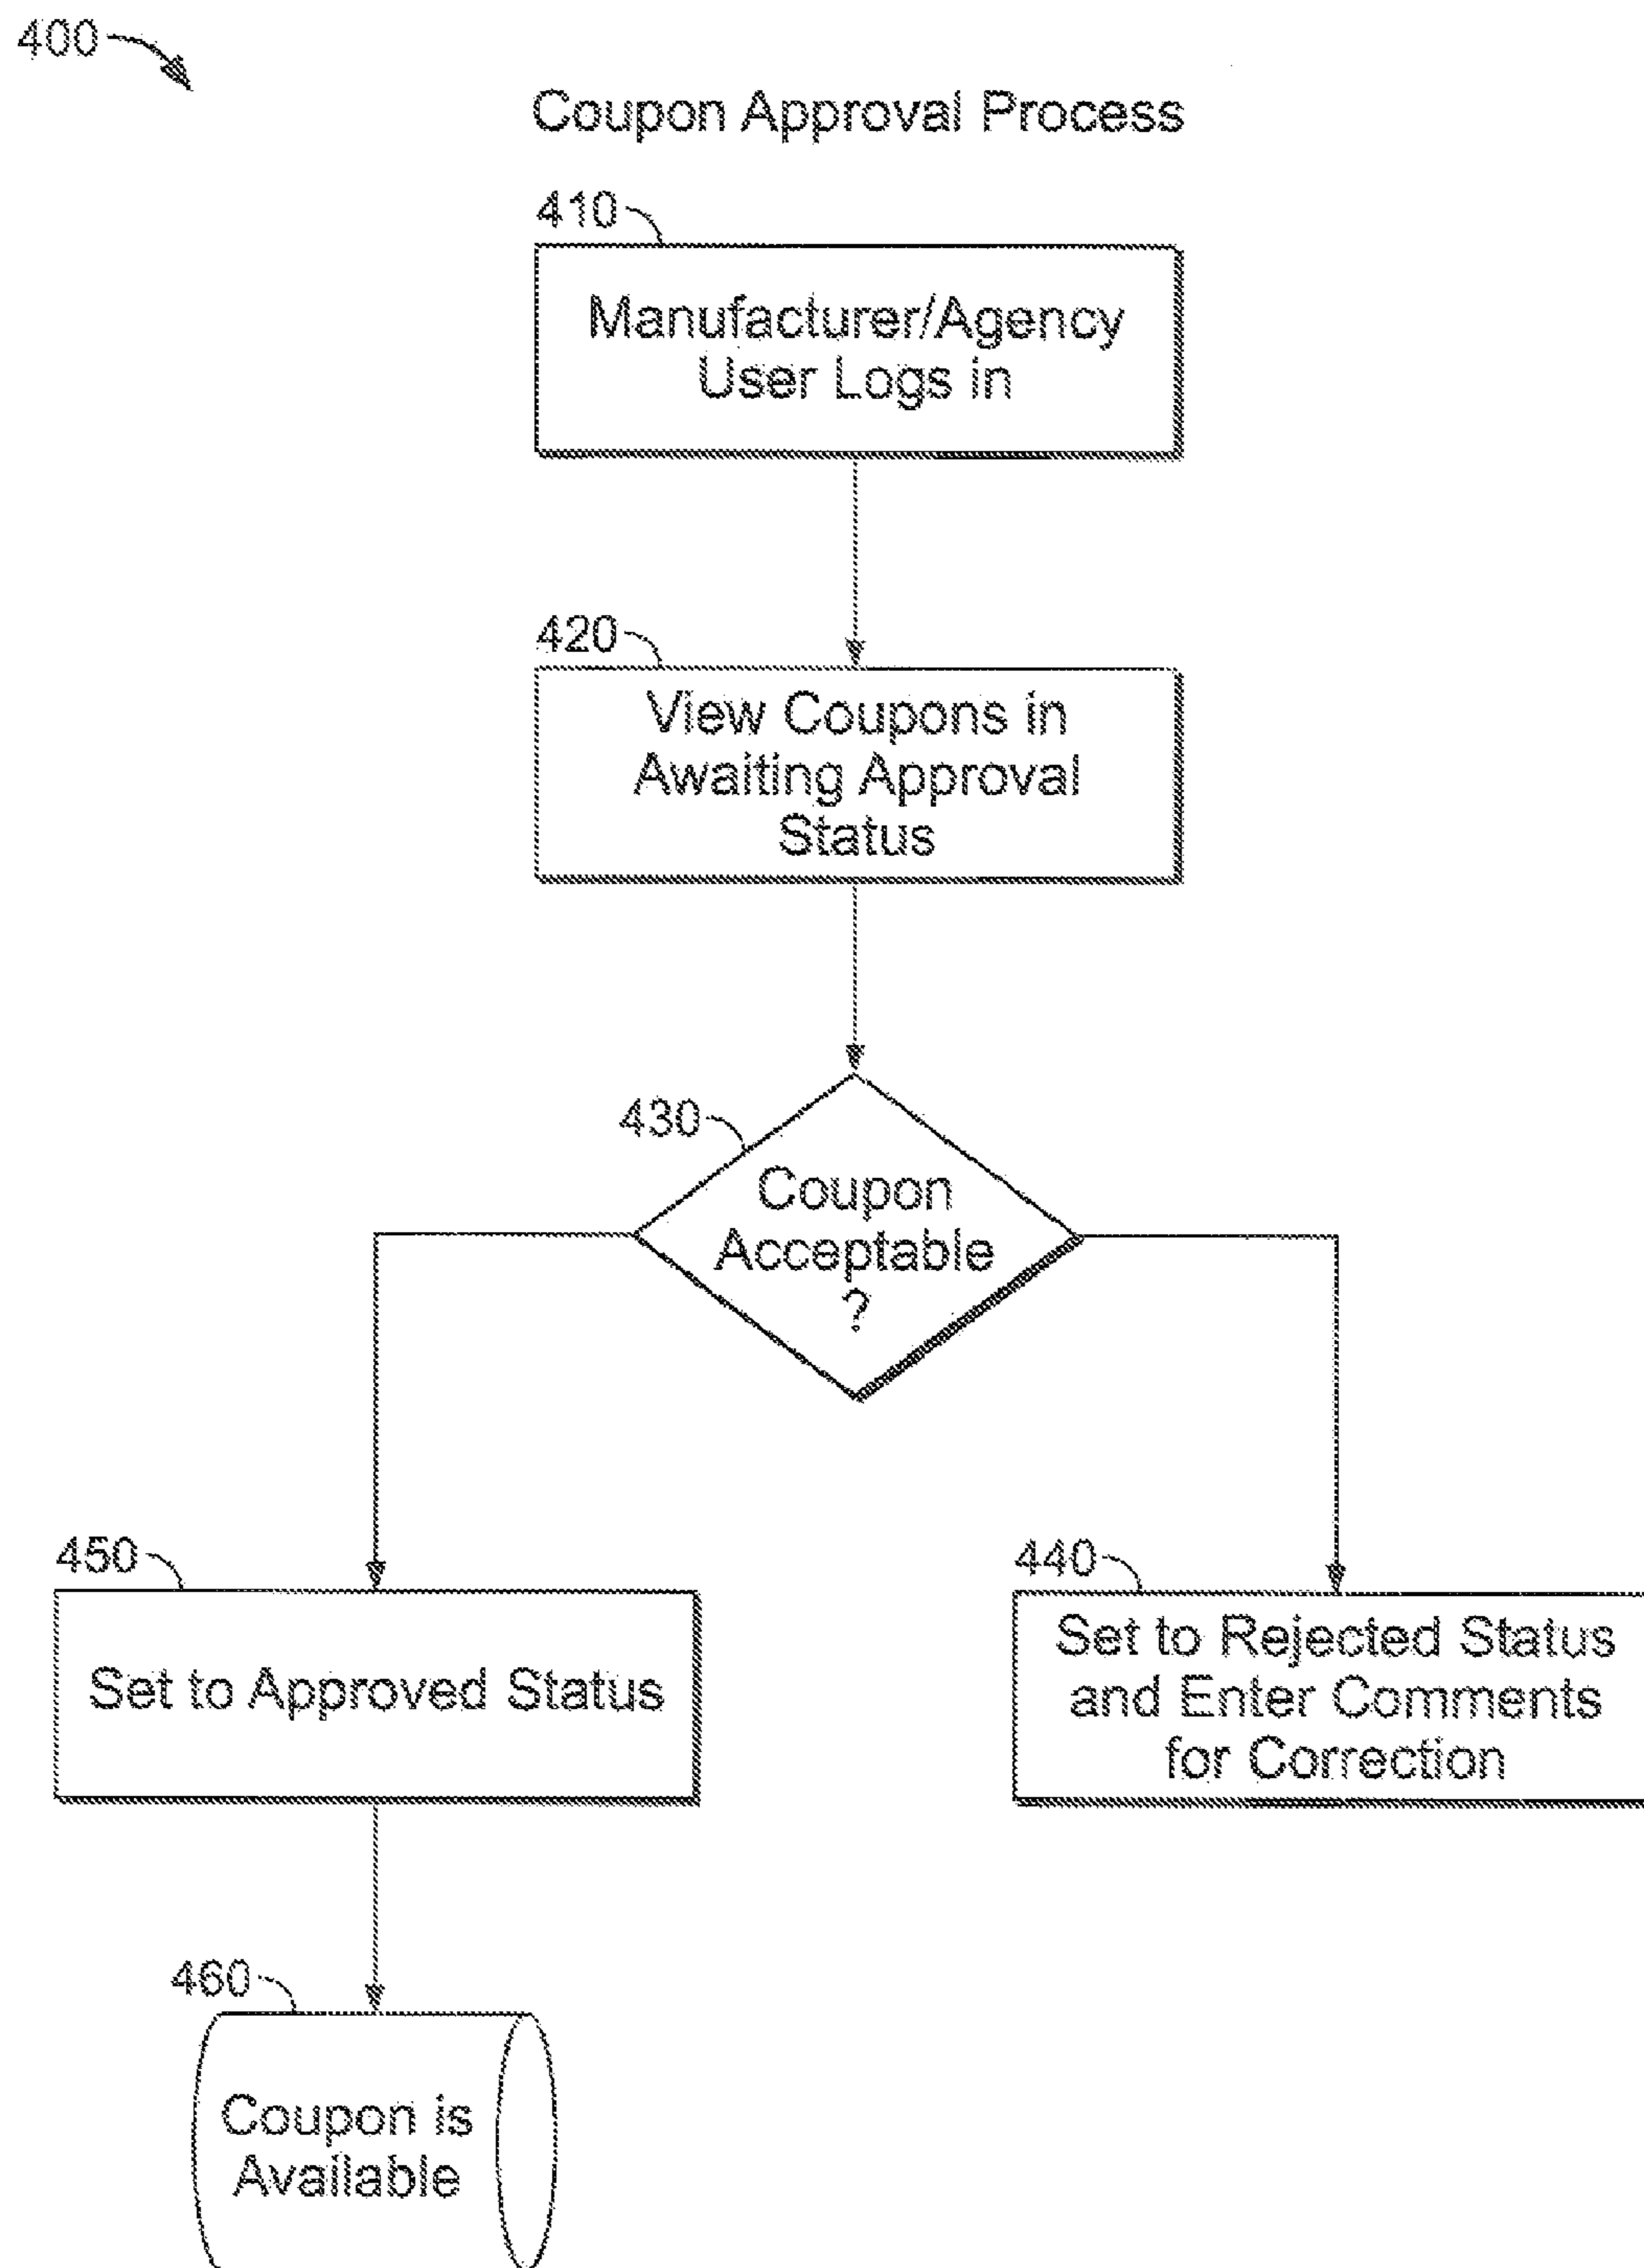 400
Coupon Approval Process
410
Manufacturer/Agency
User Logs in
420
View Coupons in
Awaiting Approval
Status
430
Coupon
Acceptable
?
450
Set to Approved Status
440
Set to Rejected Status
and Enter Comments
for Correction
460
Coupon is
Available